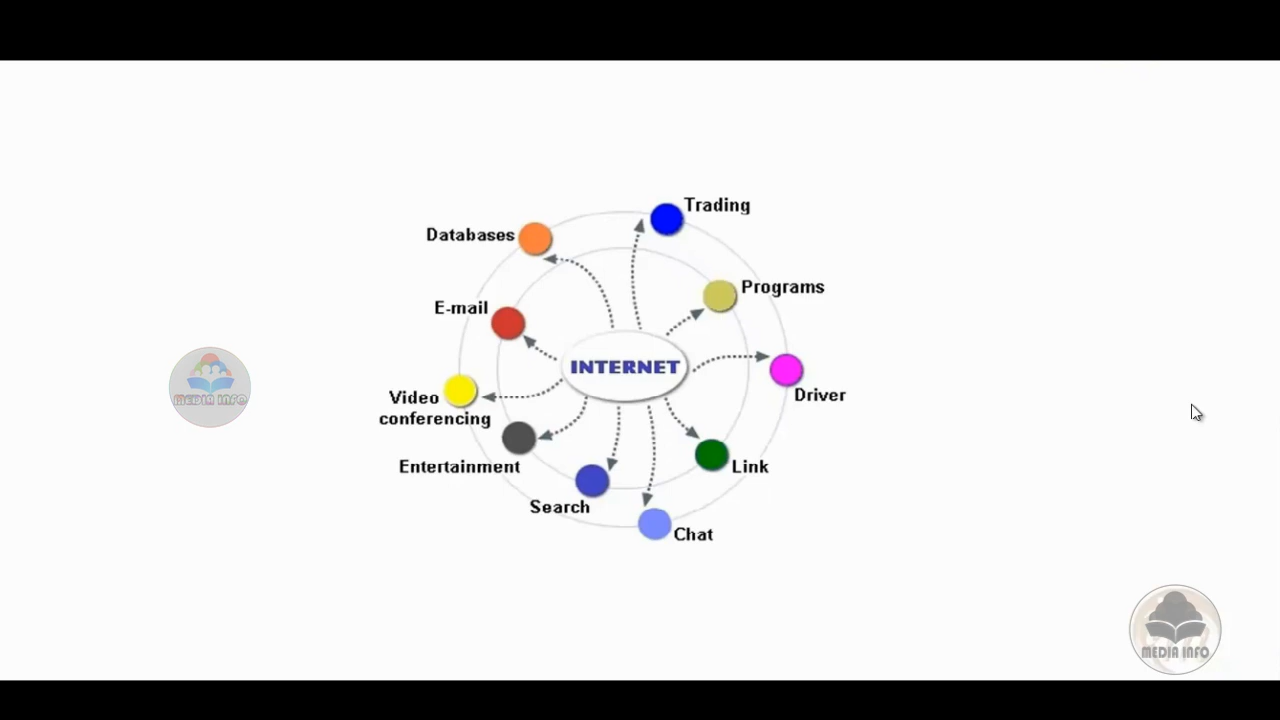 Trading
Databases
Programs
E-mail
INTERNET
Driver
Video
conferencing
Entertainment
Link
Search
Chat
MEDIA INFO
MEDIA INFO